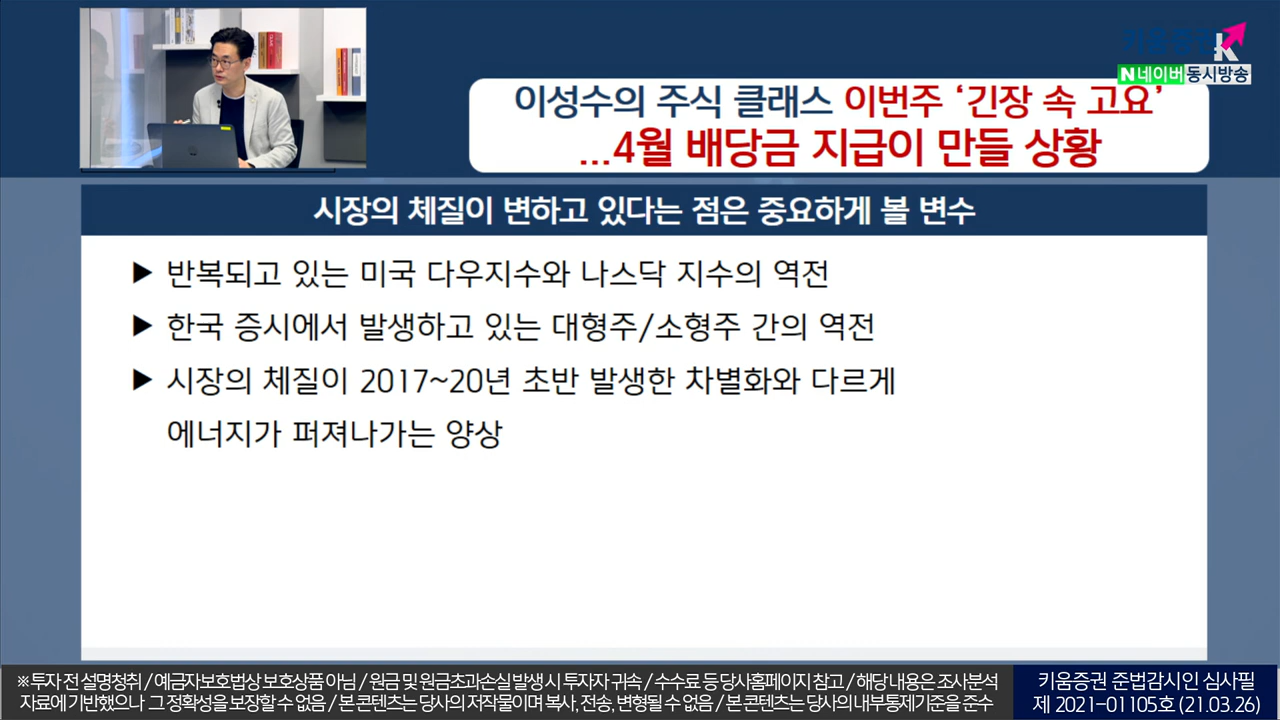 키움증권
N 네이버 동시방송
이성수의 주식 클래스 이번주 ‘긴장 속 고요’
...4월 배당금 지급이 만들 상황
시장의 체질이 변하고 있다는 점은 중요하게 볼 변수
▶ 반복되고 있는 미국 다우지수와 나스닥 지수의 역전
▶ 한국 증시에서 발생하고 있는 대형주/소형주 간의 역전
▶ 시장의 체질이 2017~20년 초반 발생한 차별화와 다르게
에너지가 퍼져나가는 양상
※투자 전 설명청취 / 예금자보호법상 보호상품 아님 / 원금 및 원금초과손실 발생 시 투자자 귀속 / 수수료 등 당사홈페이지 참고 / 해당 내용은 조사분석
자료에 기반했으나 그 정확성을 보장할 수 없음 / 본 콘텐츠는 당사의 저작물이며 복사, 전송, 변형될 수 없음 / 본 콘텐츠는 당사의 내부통제기준을 준수
키움증권 준법감시인 심사필
제 2021-01105호 (21.03.26)